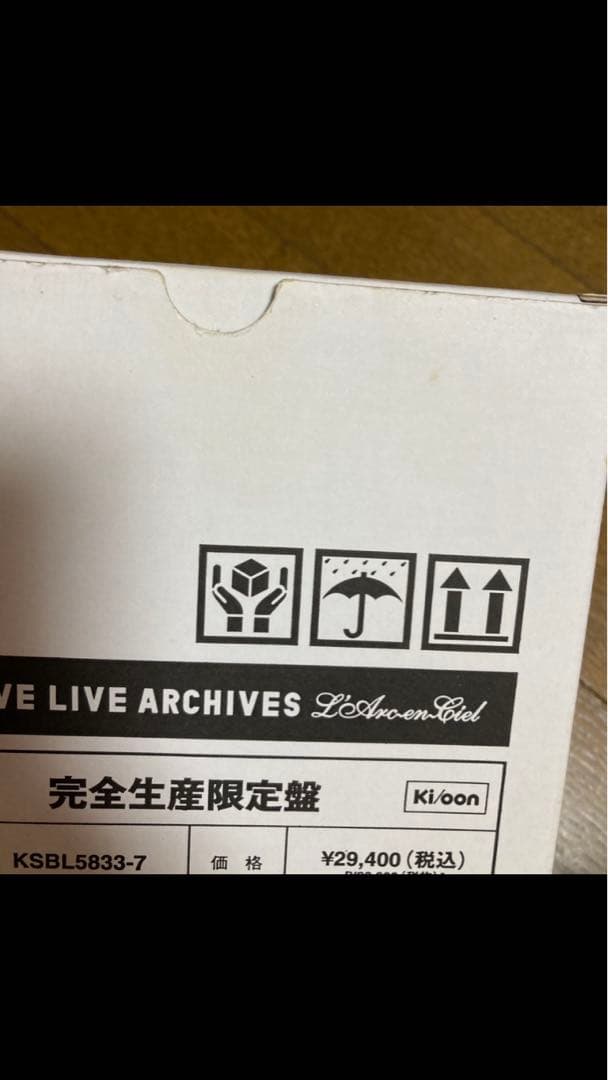 VE LIVE ARCHIVES L'Arc~en~Ciel
完全生産限定盤 Ki/oon
KSBL5833-7 価格 ¥29,400(税込)